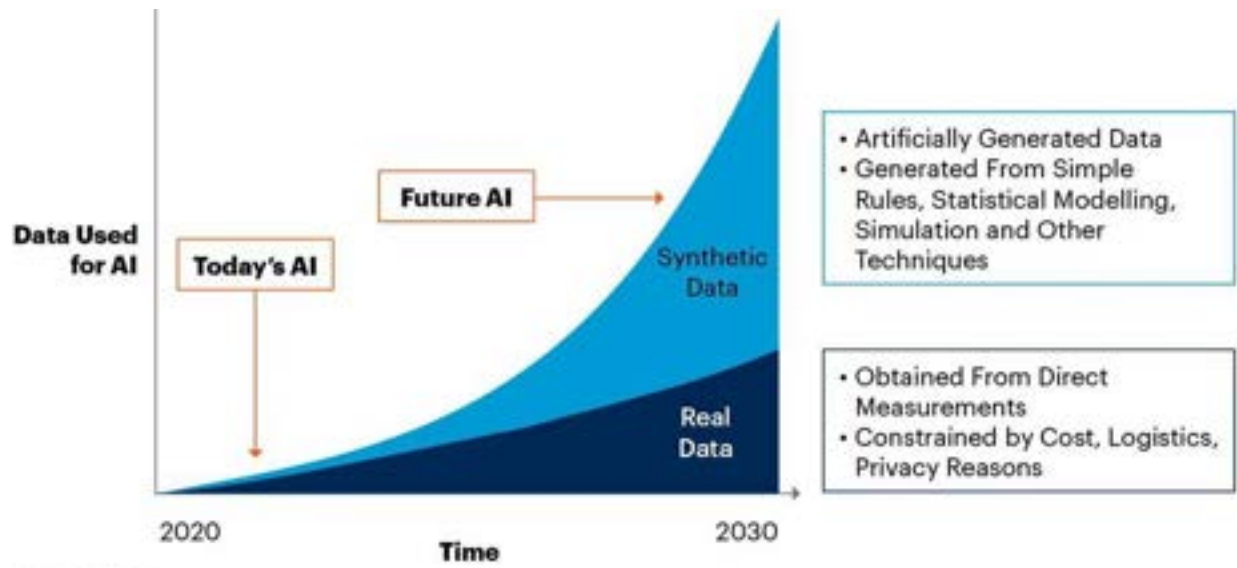 Data Used
for AI
Today's AI
Future AI
Synthetic
Data
Real
Data
2020
2030
Time
• Artificially Generated Data
• Generated From Simple
Rules, Statistical Modelling,
Simulation and Other
Techniques
• Obtained From Direct
Measurements
• Constrained by Cost, Logistics,
Privacy Reasons